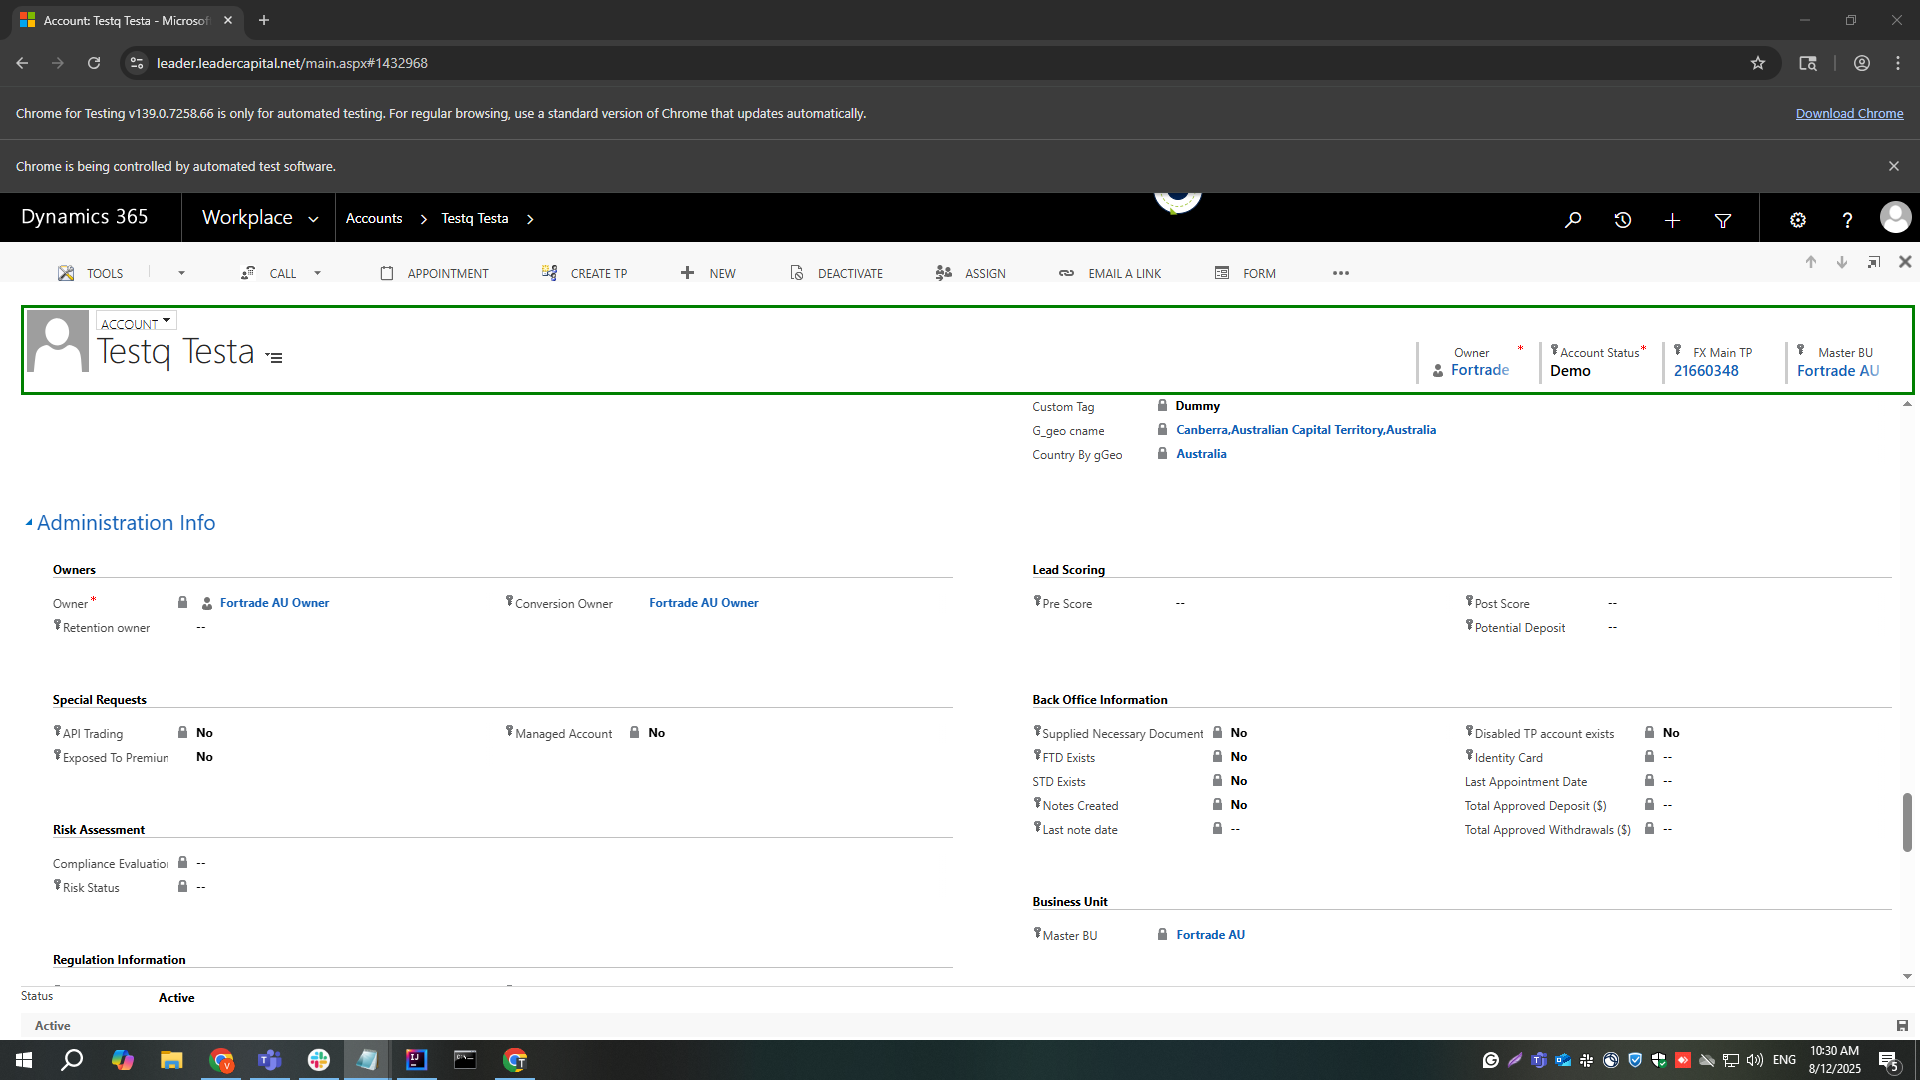 Account: Testq Testa - Microsof
leader.leadercapital.net/main.aspx#1432968
Chrome for Testing v139.0.7258.66 is only for automated testing. For regular browsing, use a standard version of Chrome that updates automatically.
Download Chrome
Chrome is being controlled by automated test software.
Dynamics 365
Workplace
Accounts
Testq Testa
TOOLS
CALL
APPOINTMENT
CREATE TP
NEW
DEACTIVATE
ASSIGN
EMAIL A LINK
FORM
ACCOUNT
Testq Testa
Owner *
Fortrade
Account Status *
Demo
FX Main TP
21660348
Master BU
Fortrade AU
Custom Tag Dummy
G_geo cname Canberra,Australian Capital Territory,Australia
Country By gGeo Australia
Administration Info
Owners
Owner * Fortrade AU Owner
Conversion Owner Fortrade AU Owner
Retention owner --
Lead Scoring
Pre Score --
Post Score --
Potential Deposit --
Special Requests
API Trading No
Managed Account No
Exposed To Premiun No
Back Office Information
Supplied Necessary Document No
Disabled TP account exists No
FTD Exists No
Identity Card --
STD Exists No
Last Appointment Date --
Notes Created No
Total Approved Deposit ($) --
Last note date --
Total Approved Withdrawals ($) --
Risk Assessment
Compliance Evaluatio --
Risk Status --
Business Unit
Master BU Fortrade AU
Regulation Information
Status Active
Active
ENG
10:30 AM
8/12/2025
5